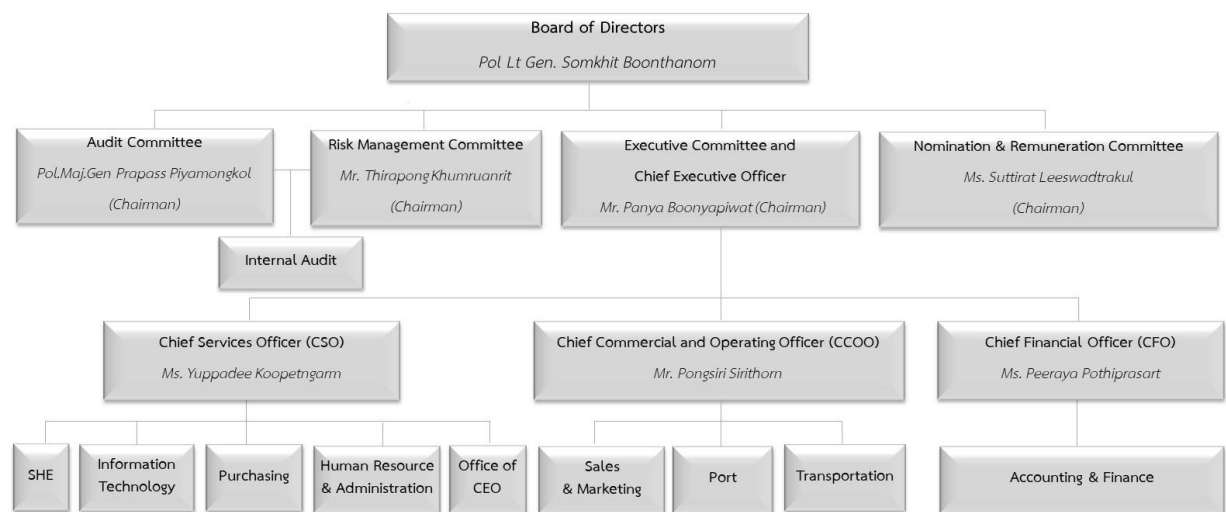 Board of Directors
Pol Lt Gen. Somkhit Boonthanom
Audit Committee
Pol.Maj.Gen Prapass Piyamongkol
(Chairman)
Risk Management Committee
Mr. Thirapong Khumruanrit
(Chairman)
Executive Committee and
Chief Executive Officer
Mr. Panya Boonyapiwat (Chairman)
Nomination & Remuneration Committee
Ms. Suttirat Leeswadtrakul
(Chairman)
Internal Audit
Chief Services Officer (CSO)
Ms. Yuppadee Koopetngarm
Chief Commercial and Operating Officer (CCOO)
Mr. Pongsiri Sirithorn
Chief Financial Officer (CFO)
Ms. Peeraya Pothiprasart
SHE
Information
Technology
Purchasing
Human Resource
& Administration
Office of
CEO
Sales
& Marketing
Port
Transportation
Accounting & Finance